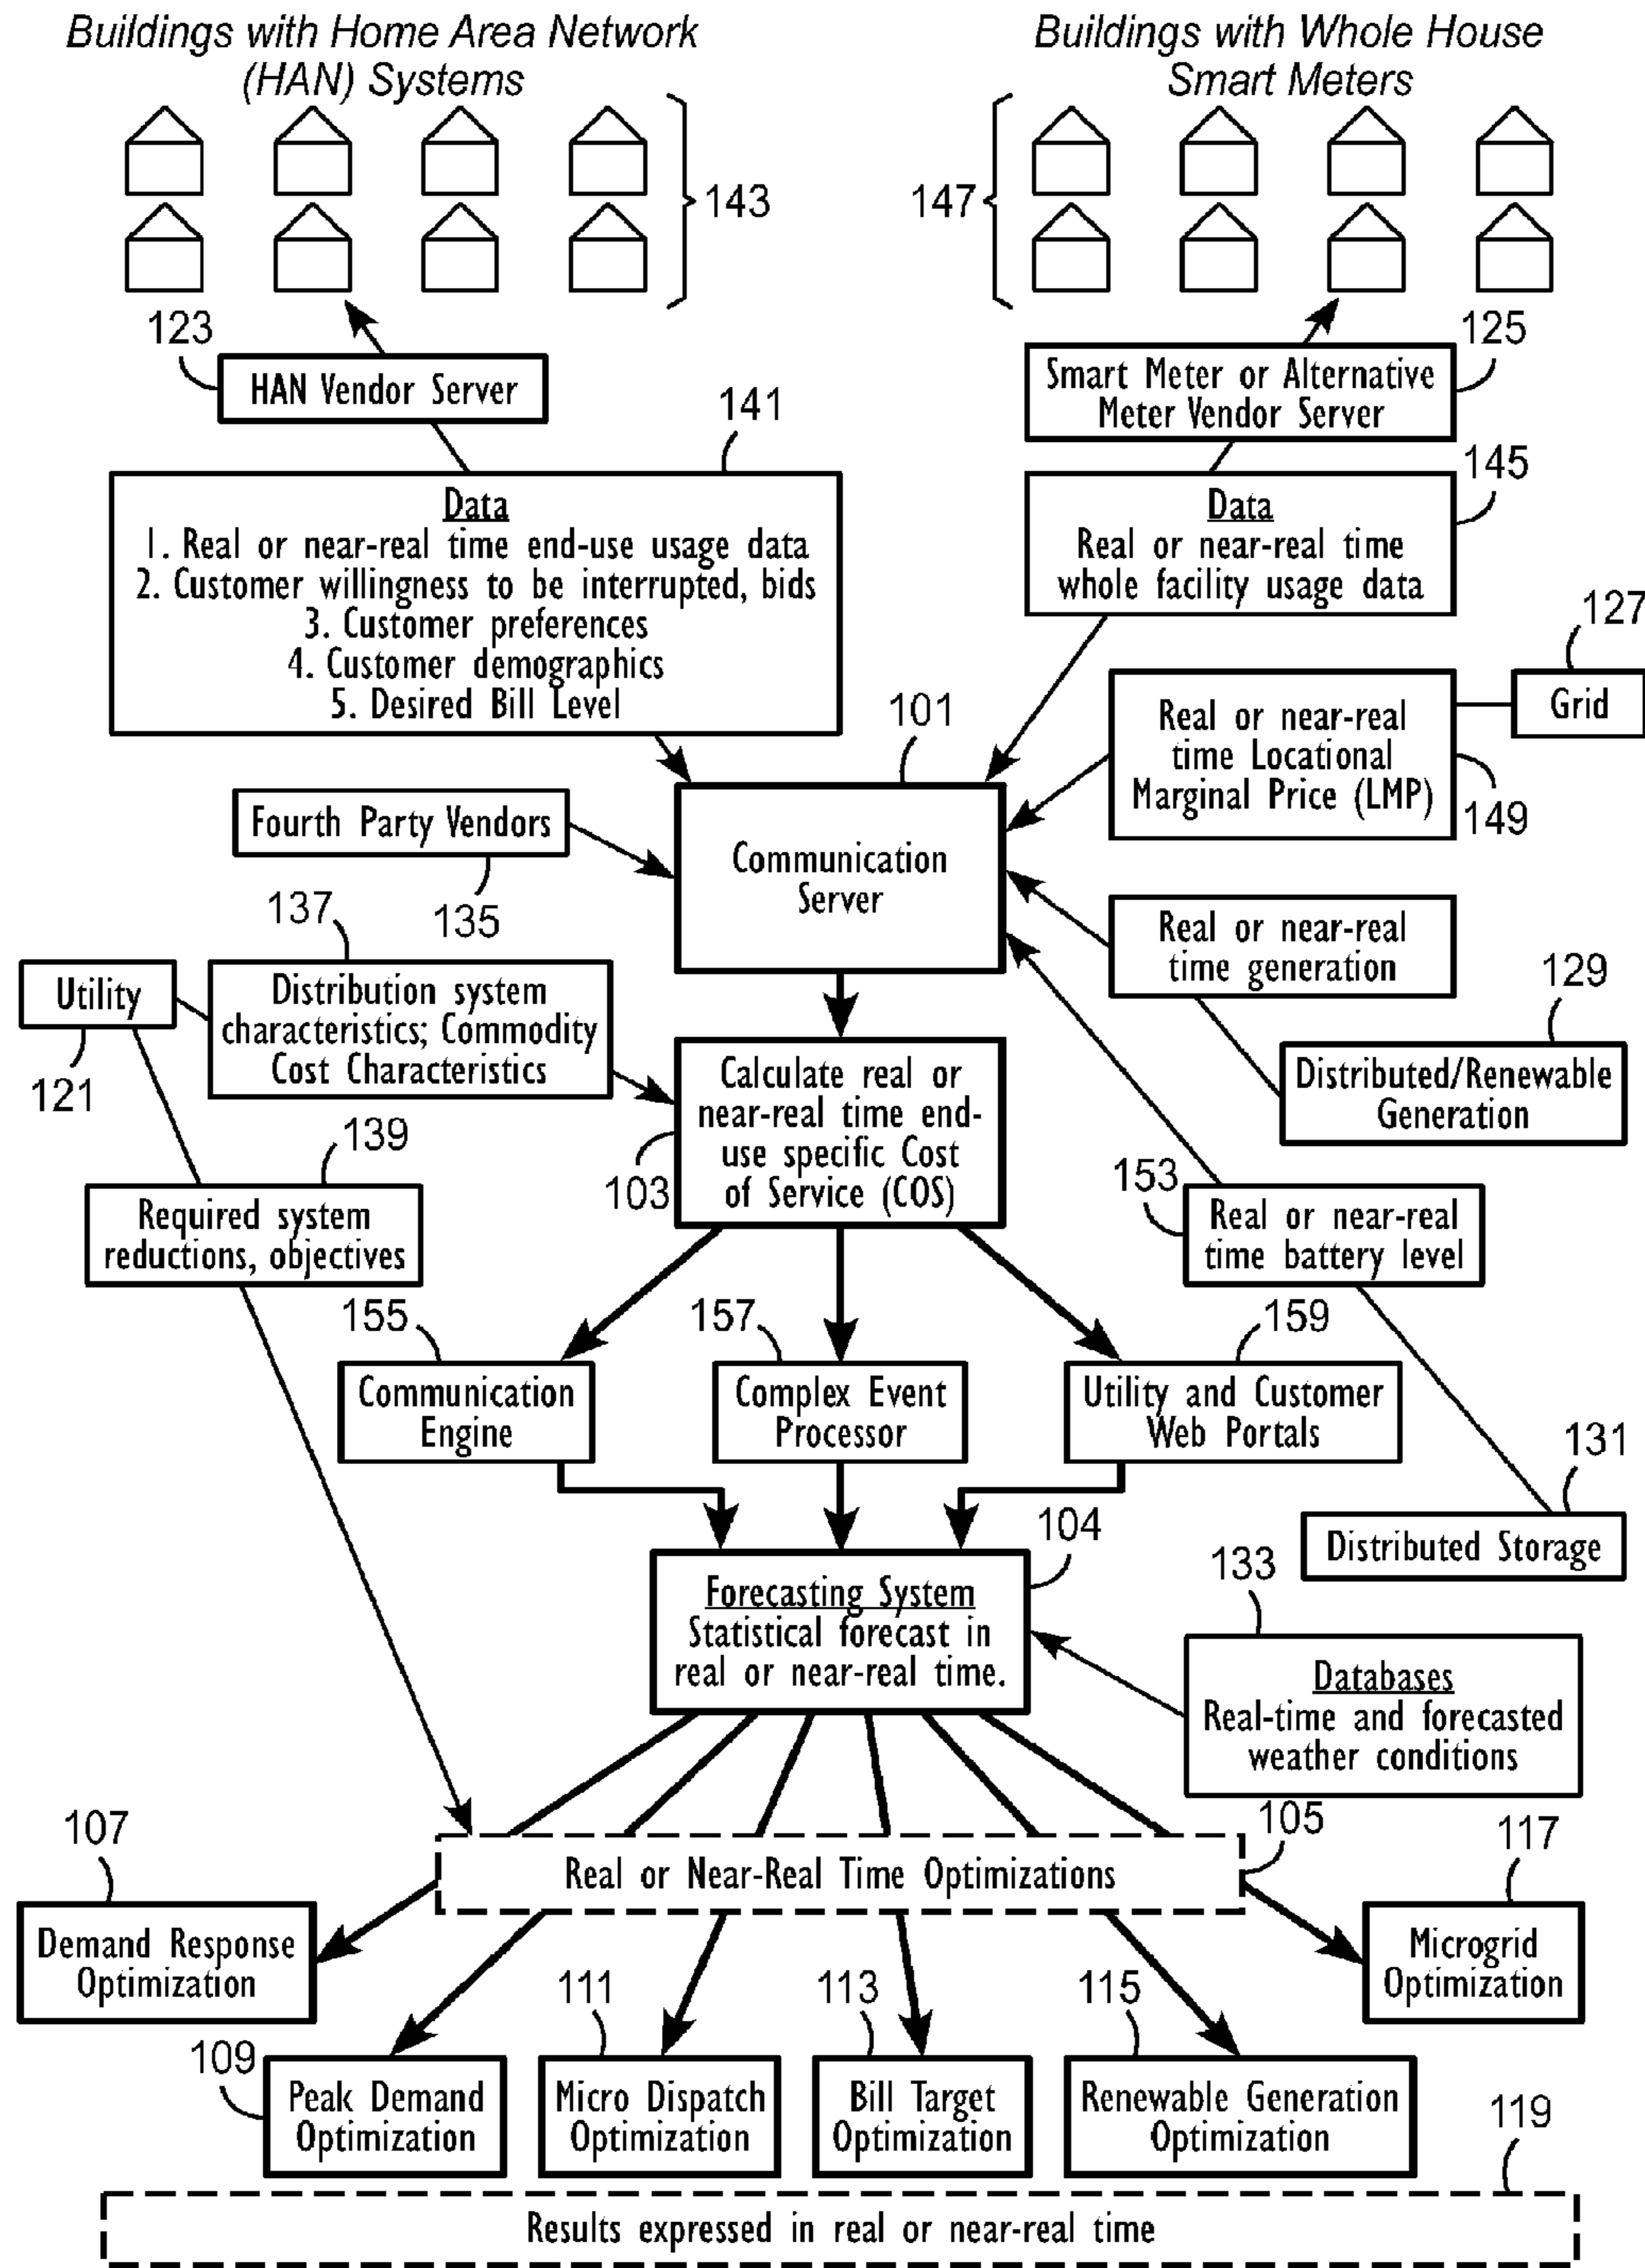 Buildings with Home Area Network
(HAN) Systems
Buildings with Whole House
Smart Meters
143
147
123
HAN Vendor Server
125
Smart Meter or Alternative
Meter Vendor Server
141
Data
1. Real or near-real time end-use usage data
2. Customer willingness to be interrupted, bids
3. Customer preferences
4. Customer demographics
5. Desired Bill Level
145
Data
Real or near-real time
whole facility usage data
127
Grid
101
Communication
Server
Real or near-real
time Locational
Marginal Price (LMP)
149
Fourth Party Vendors
135
137
Utility
121
Distribution system
characteristics; Commodity
Cost Characteristics
Real or near-real
time generation
129
Distributed/Renewable
Generation
Calculate real or
near-real time end-
use specific Cost
of Service (COS)
103
139
Required system
reductions, objectives
153
Real or near-real
time battery level
155
Communication
Engine
157
Complex Event
Processor
159
Utility and Customer
Web Portals
131
Distributed Storage
104
Forecasting System
Statistical forecast in
real or near-real time.
133
Databases
Real-time and forecasted
weather conditions
105
Real or Near-Real Time Optimizations
107
Demand Response
Optimization
117
Microgrid
Optimization
109
Peak Demand
Optimization
111
Micro Dispatch
Optimization
113
Bill Target
Optimization
115
Renewable Generation
Optimization
119
Results expressed in real or near-real time